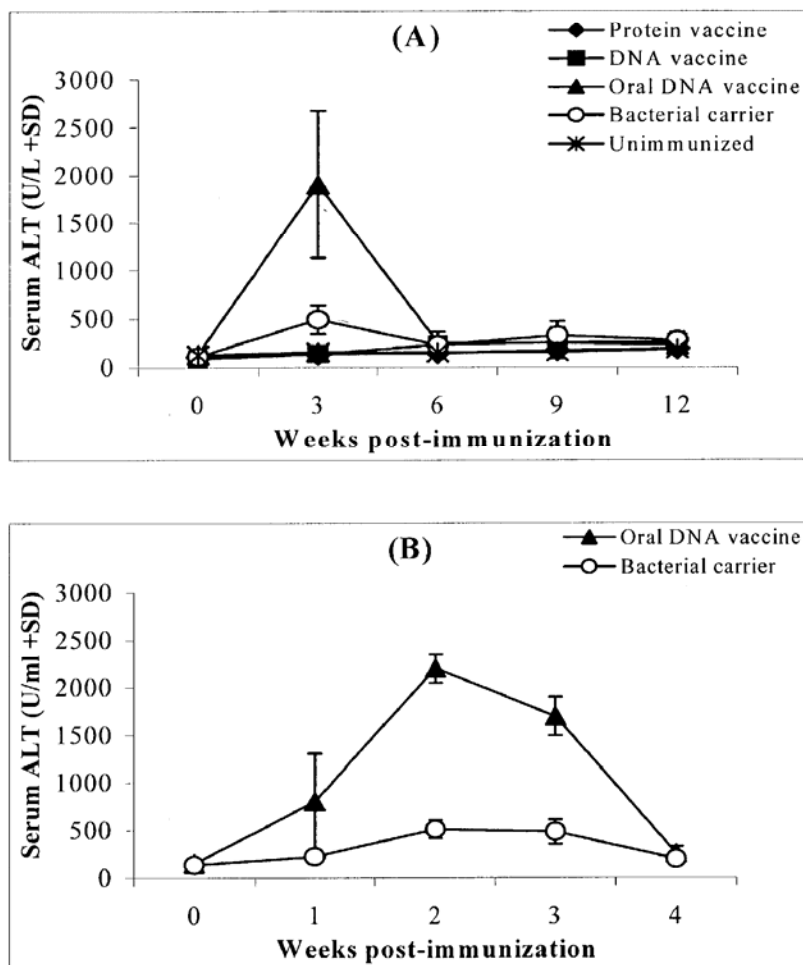 (A)
Protein vaccine
DNA vaccine
Oral DNA vaccine
Bacterial carrier
Unimmunized
Serum ALT (U/L +SD)
3000
2500
2000
1500
1000
500
0
0 3 6 9 12
Weeks post-immunization
(B)
Oral DNA vaccine
Bacterial carrier
Serum ALT (U/ml +SD)
3000
2500
2000
1500
1000
500
0
0 1 2 3 4
Weeks post-immunization